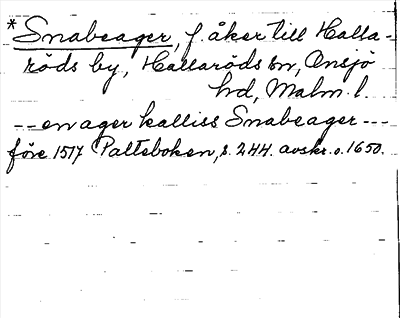 *Snabeager, f. åker till Halla-
röds by, Hallaröds sn, Onsjö
hd, Malm. l.
-- en ager kalliss Snabeager ---
före 1517 Palteboken, s. 244. avskr. o. 1650.